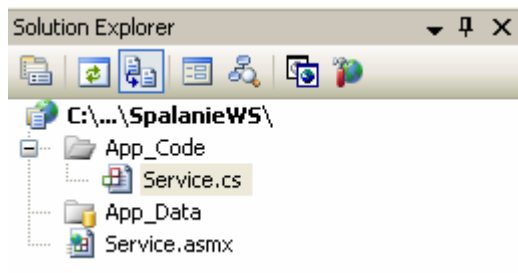 Solution Explorer
C:\...\SpalanieWS\
App_Code
Service.cs
App_Data
Service.asmx